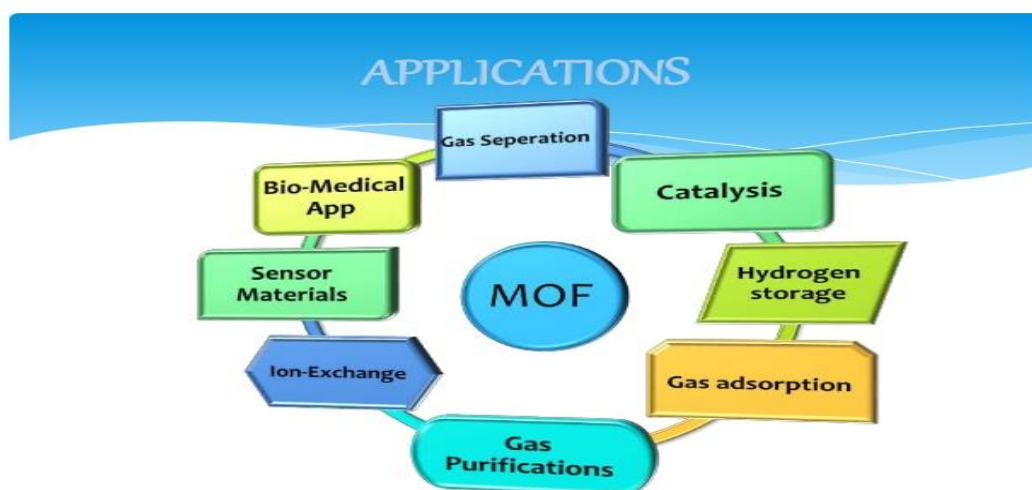 APPLICATIONS
Gas Seperation
Catalysis
Hydrogen
storage
Gas adsorption
Gas
Purifications
Ion-Exchange
Sensor
Materials
Bio-Medical
App
MOF